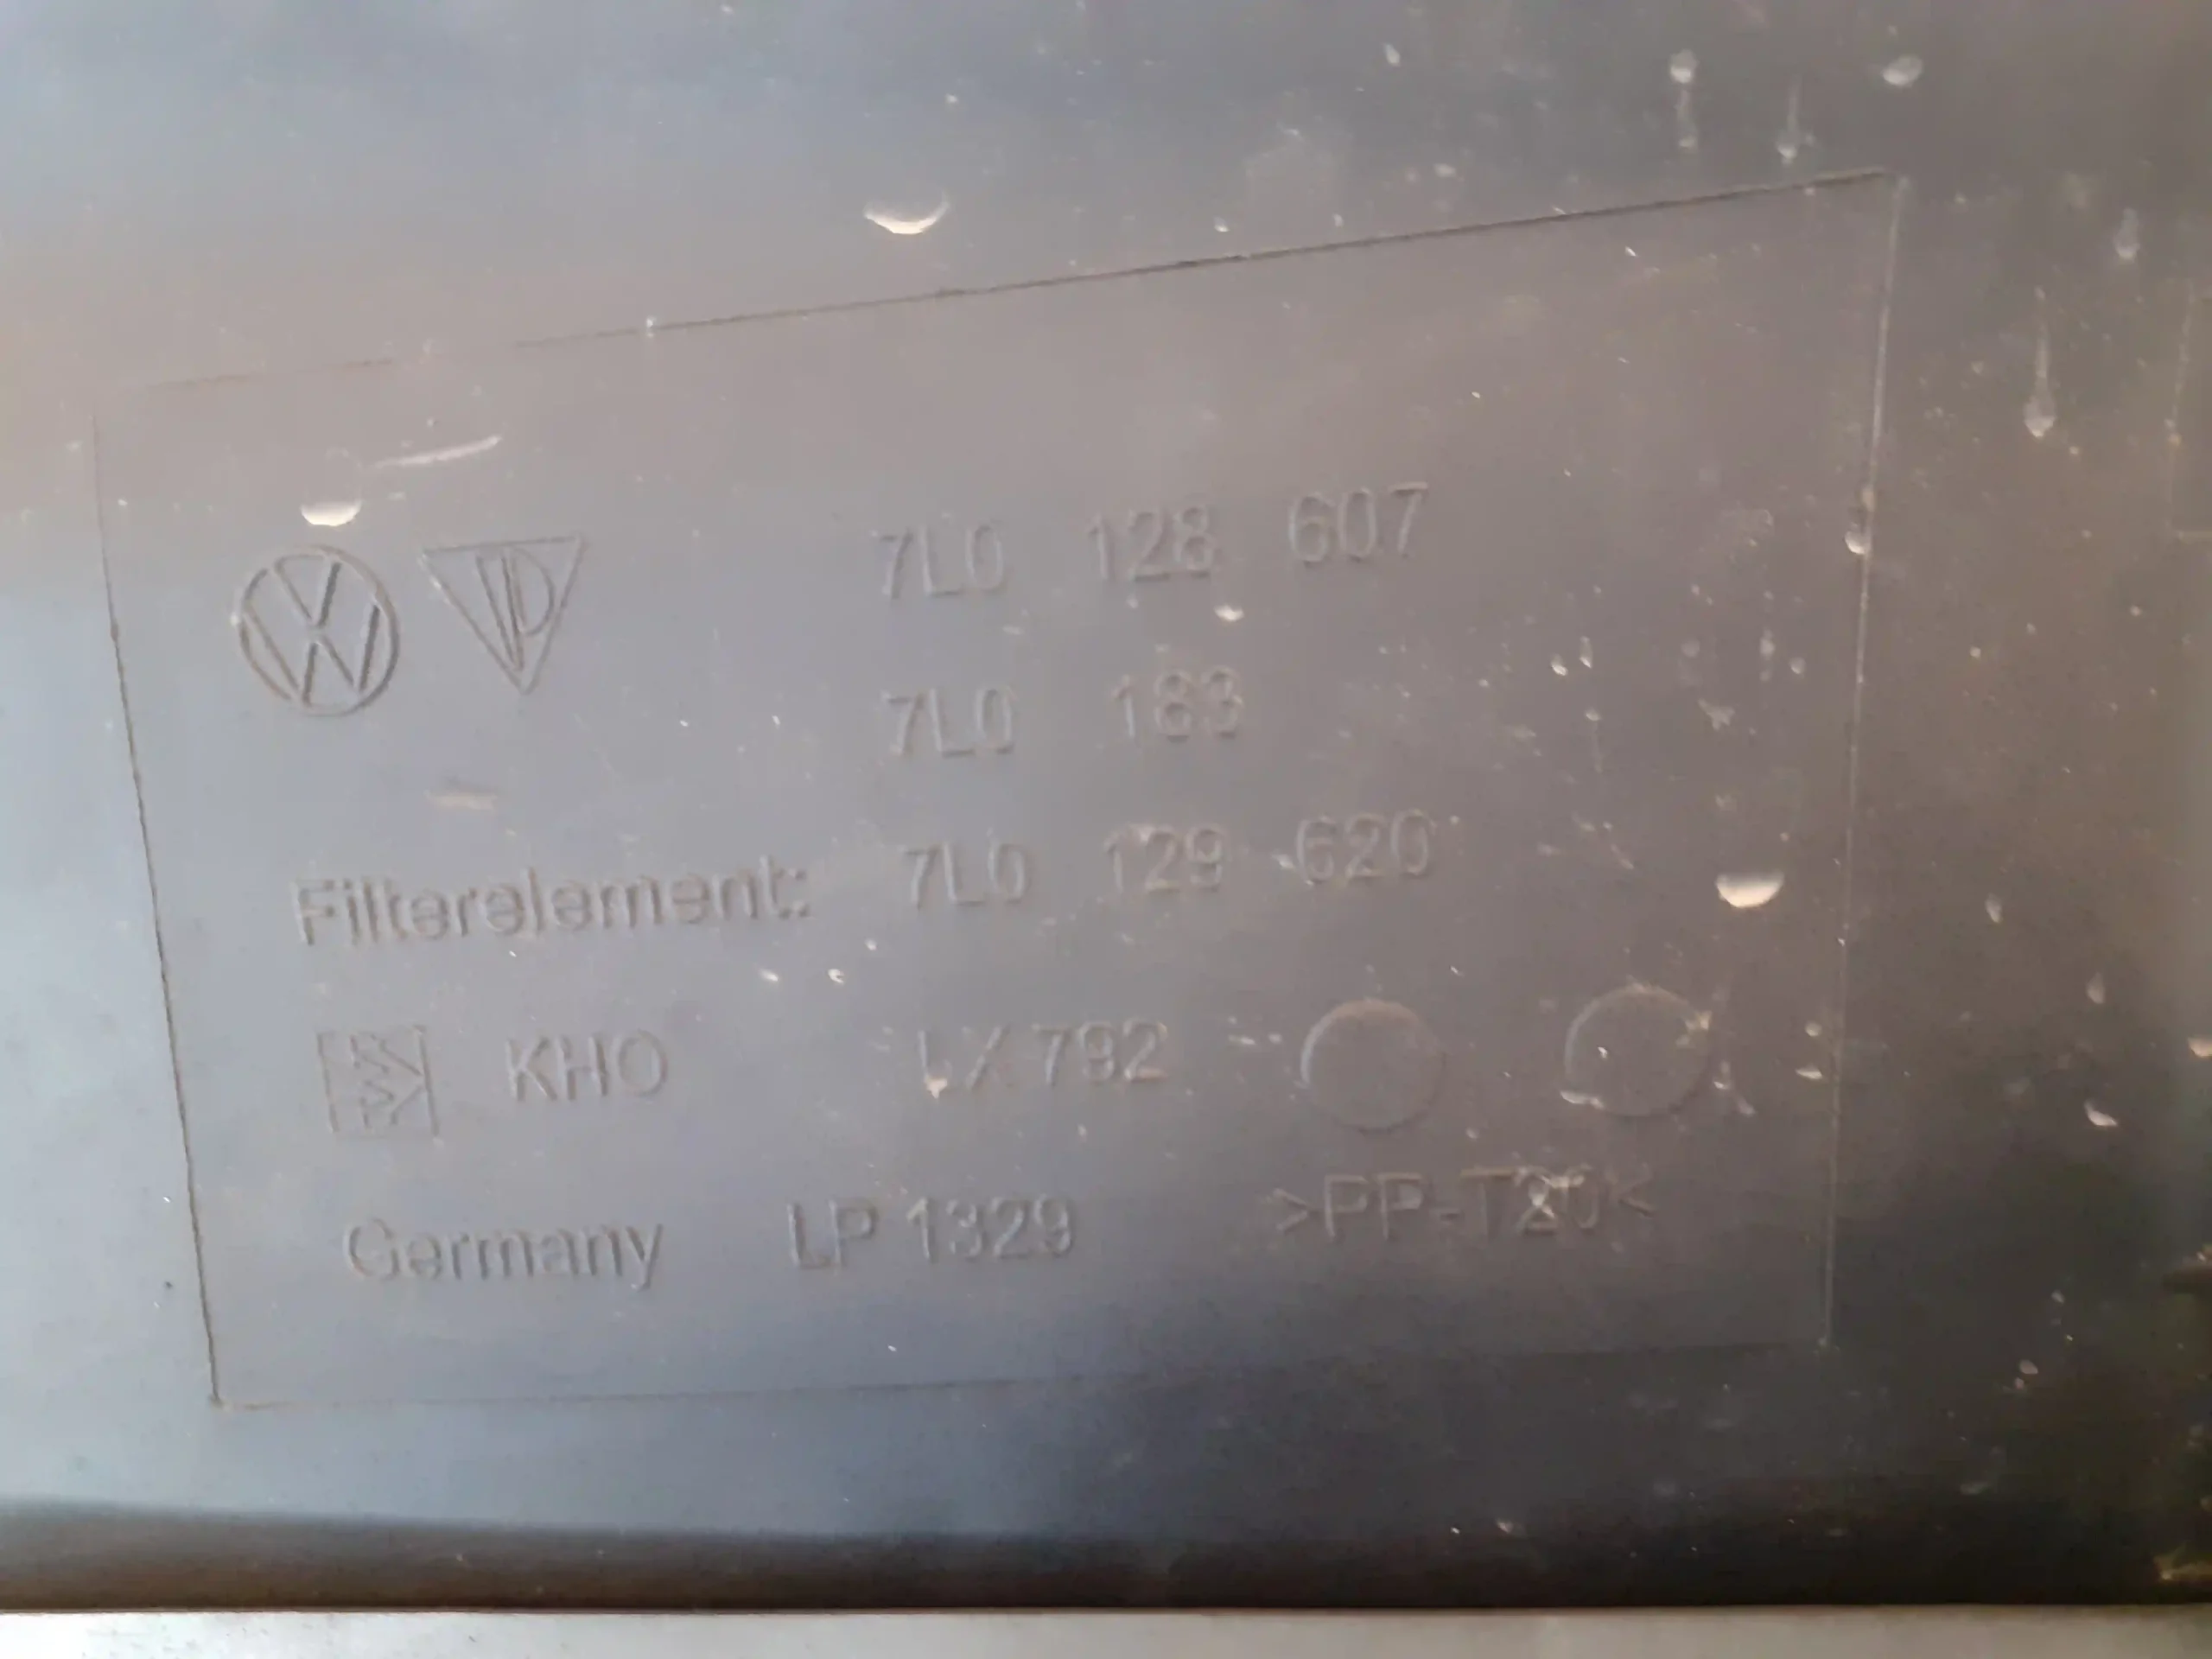 7L0 128 607
7L0 183
Filterelement: 7L0 129 620
KHO LX 792
Germany LP 1329 >PP-T20<